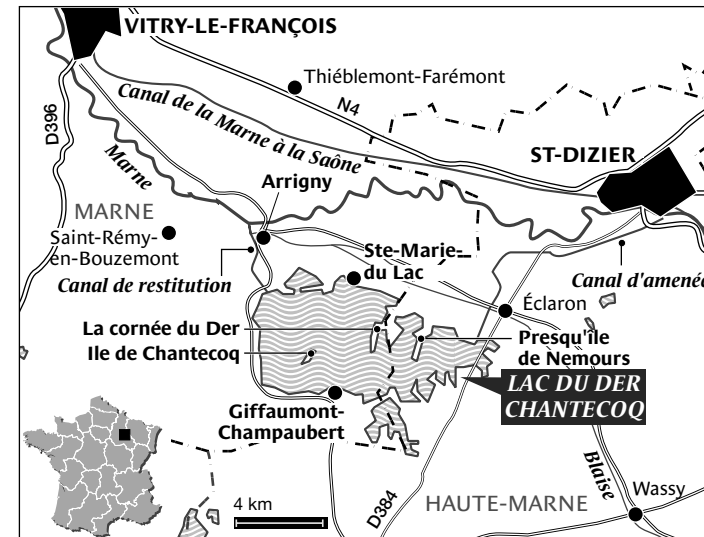 VITRY-LE-FRANÇOIS
Thiéblemont-Farémont
N4
Canal de la Marne à la Saône
D396
ST-DIZIER
Marne
Arrigny
MARNE
Saint-Rémy-
en-Bouzemont
Ste-Marie-
du Lac
Canal de restitution
Canal d'amenée
Éclaron
La cornée du Der
Ile de Chantecoq
Presqu'île
de Nemours
LAC DU DER
CHANTECOQ
Giffaumont-
Champaubert
Blaise
Wassy
4 km
D384
HAUTE-MARNE